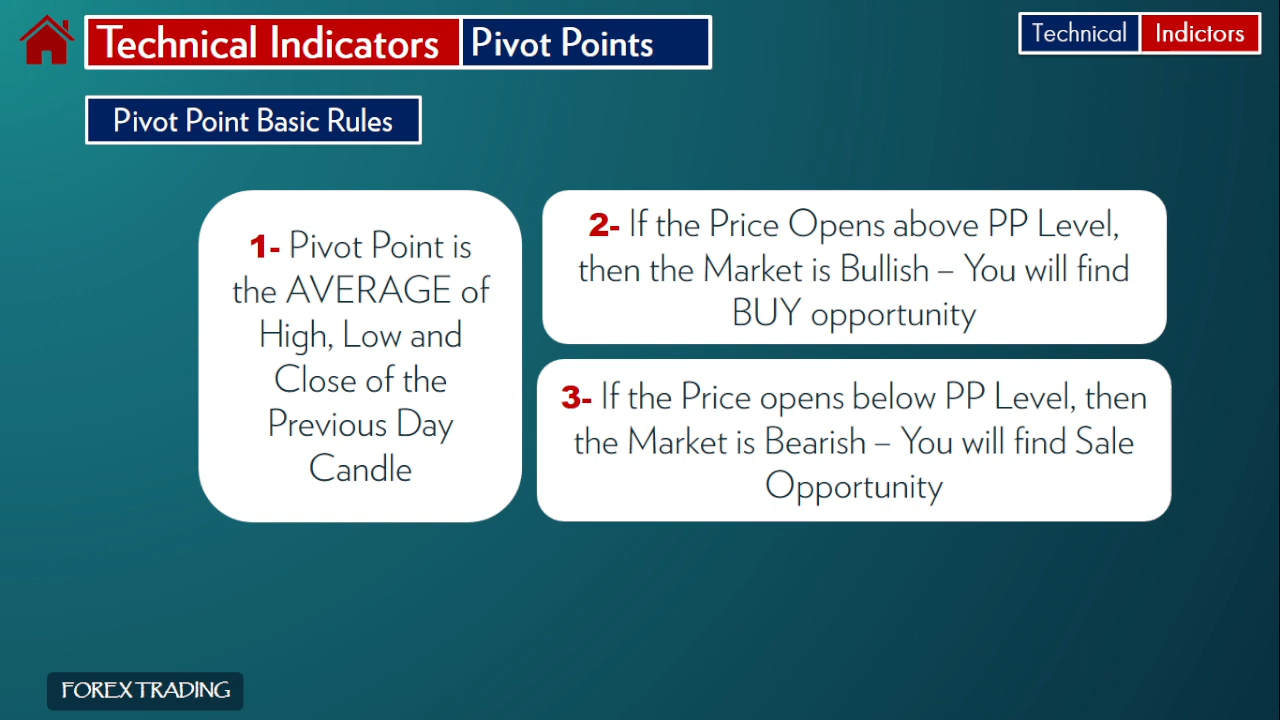 Technical Indicators Pivot Points
Technical Indictors
Pivot Point Basic Rules
1- Pivot Point is
the AVERAGE of
High, Low and
Close of the
Previous Day
Candle
2- If the Price Opens above PP Level,
then the Market is Bullish – You will find
BUY opportunity
3- If the Price opens below PP Level, then
the Market is Bearish – You will find Sale
Opportunity
FOREX TRADING